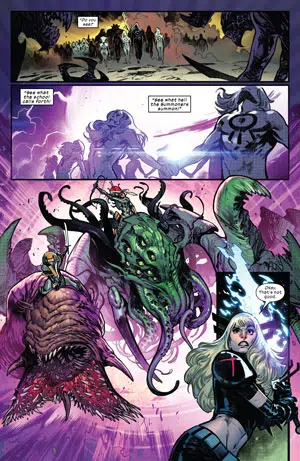 "Do you
see?"
"See what
the school
calls forth!
"See what
hell the
Summoners
summon!"
Okay.
That's not
good.